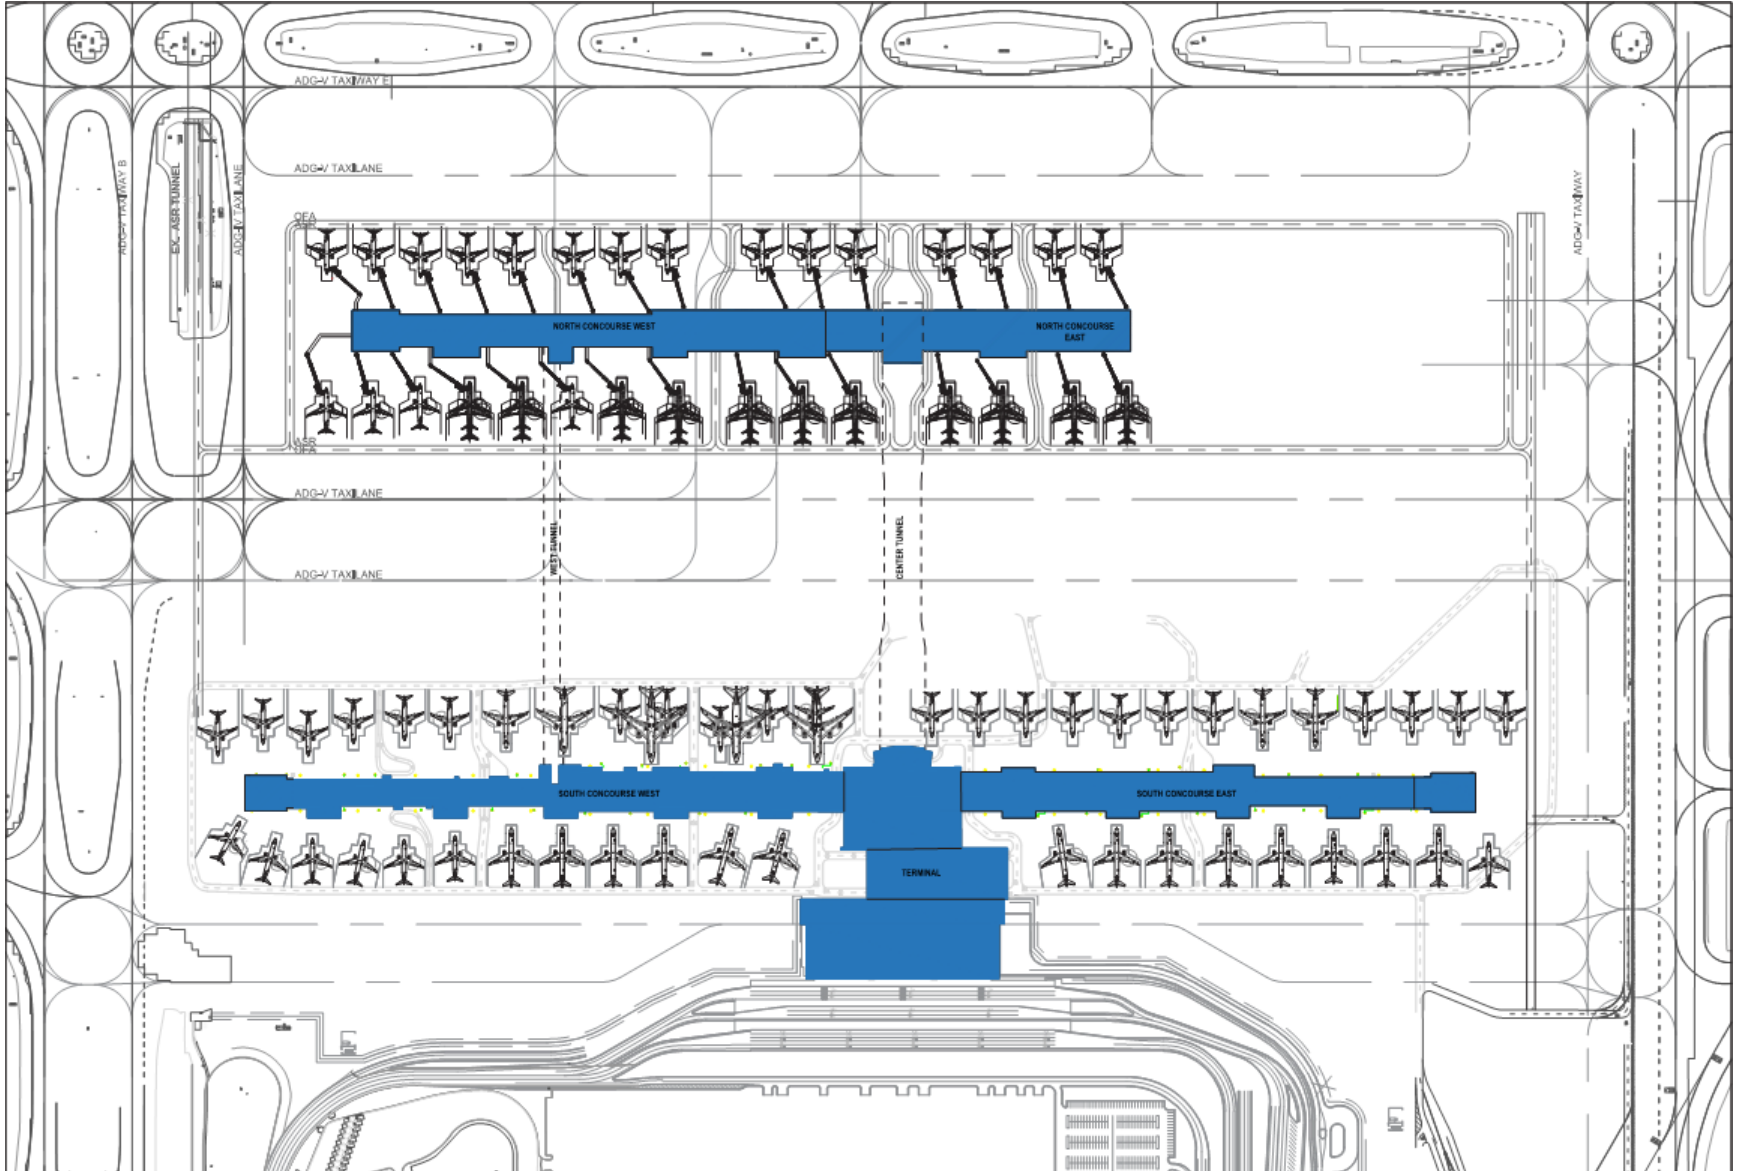 ADG-V TAXIWAY E
ADG-V TAXILANE
ADG-V TAXIWAY B
EX. ASR TUNNEL
ADG-IV TAXILANE
ADG-V TAXIWAY
OFA
ASR
NORTH CONCOURSE WEST
NORTH CONCOURSE
EAST
ASR
OFA
ADG-V TAXILANE
WEST TUNNEL
CENTER TUNNEL
ADG-V TAXILANE
SOUTH CONCOURSE WEST
SOUTH CONCOURSE EAST
TERMINAL